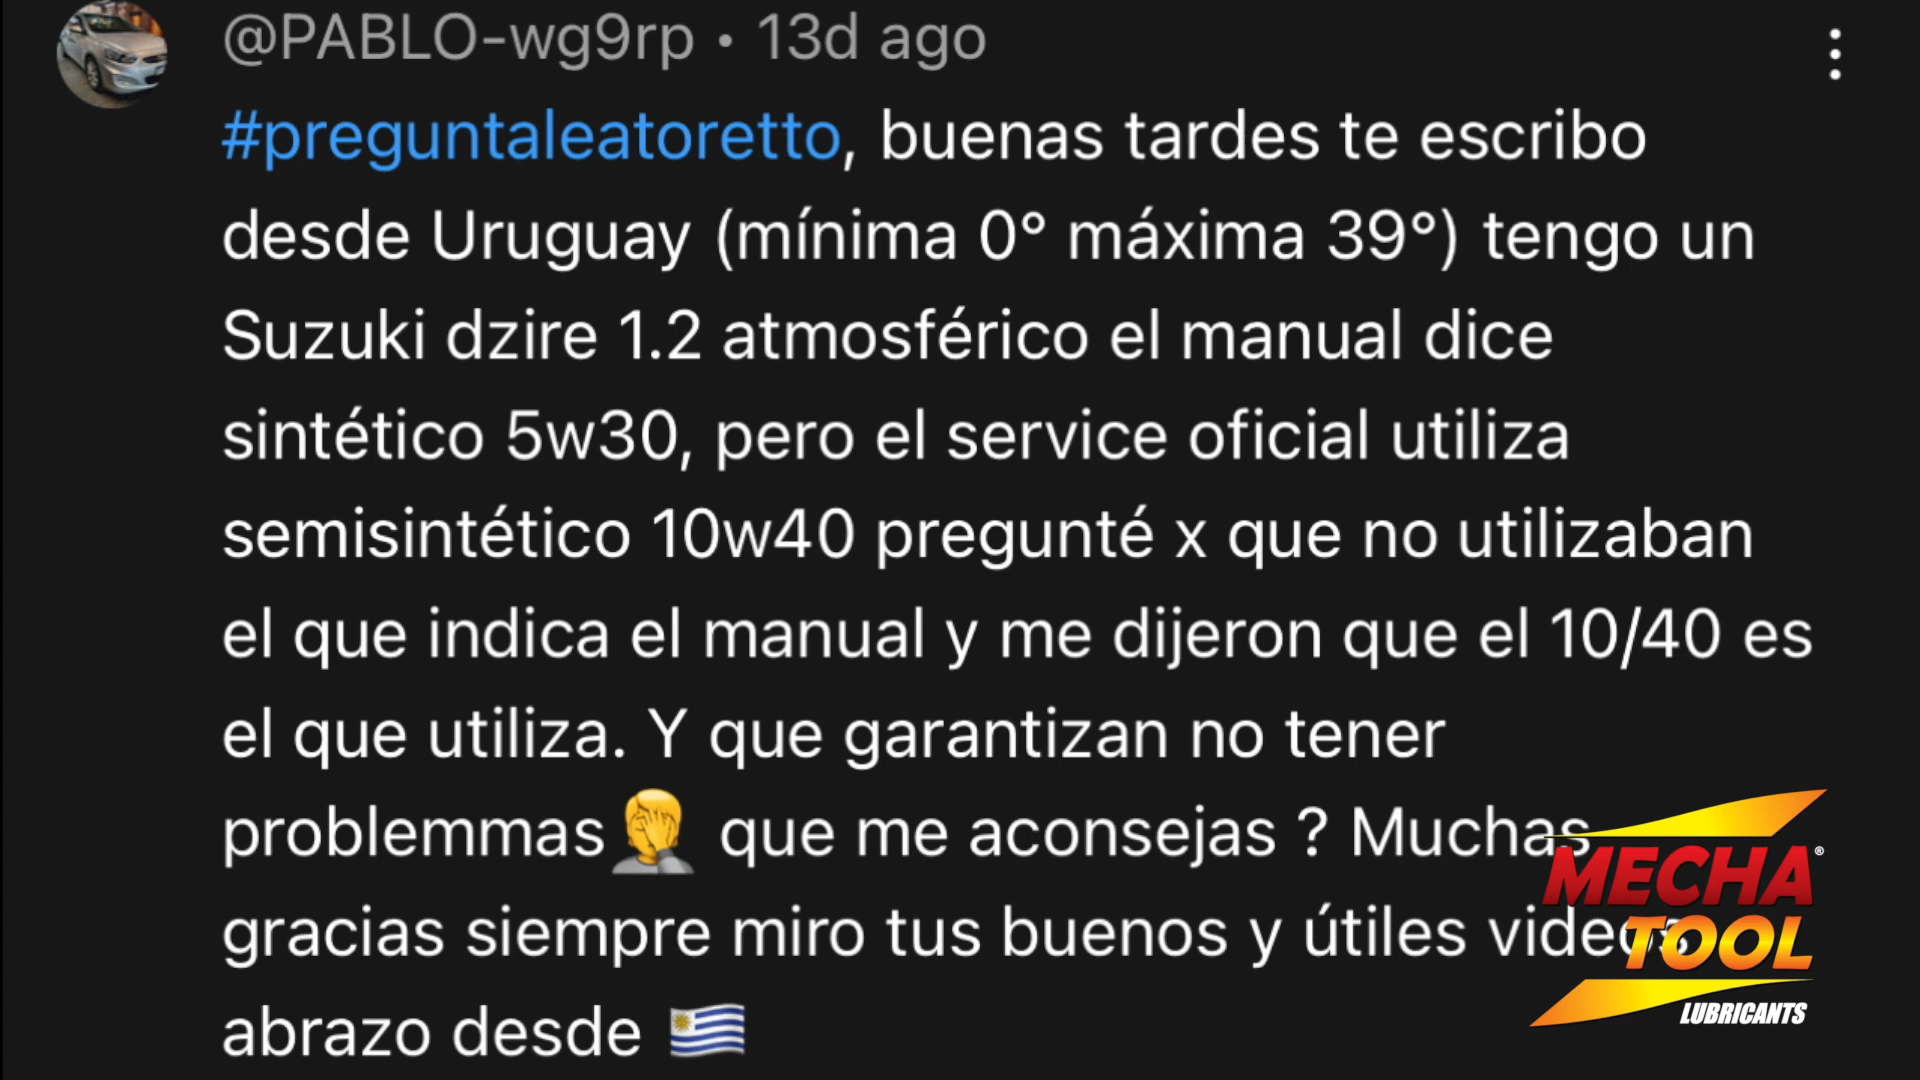 @PABLO-wg9rp • 13d ago
#preguntaleatoretto, buenas tardes te escribo
desde Uruguay (mínima 0° máxima 39°) tengo un
Suzuki dzire 1.2 atmosférico el manual dice
sintético 5w30, pero el service oficial utiliza
semisintético 10w40 pregunté x que no utilizaban
el que indica el manual y me dijeron que el 10/40 es
el que utiliza. Y que garantizan no tener
problemmas🤦 que me aconsejas ? Muchas
gracias siempre miro tus buenos y útiles videos
abrazo desde 🇺🇾
MECHA®
TOOL
LUBRICANTS